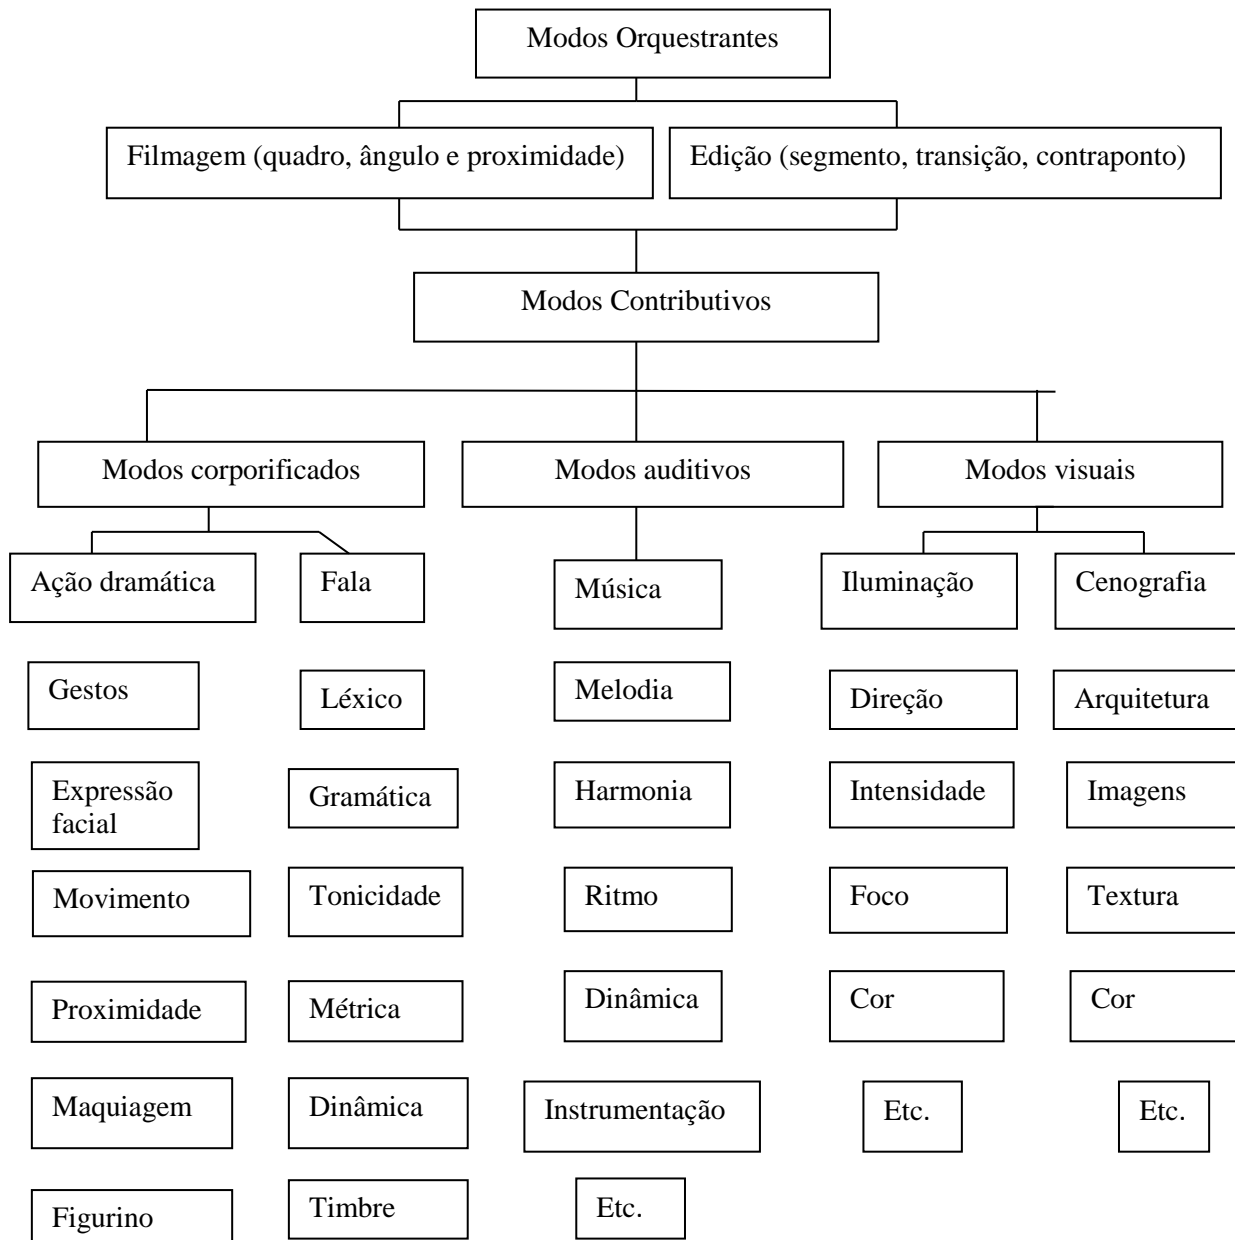 Modos Orquestrantes
Filmagem (quadro, ângulo e proximidade)
Edição (segmento, transição, contraponto)
Modos Contributivos
Modos corporificados
Modos auditivos
Modos visuais
Ação dramática
Fala
Música
Iluminação
Cenografia
Gestos
Léxico
Melodia
Direção
Arquitetura
Expressão
facial
Gramática
Harmonia
Intensidade
Imagens
Movimento
Tonicidade
Ritmo
Foco
Textura
Proximidade
Métrica
Dinâmica
Cor
Cor
Maquiagem
Dinâmica
Instrumentação
Etc.
Etc.
Figurino
Timbre
Etc.